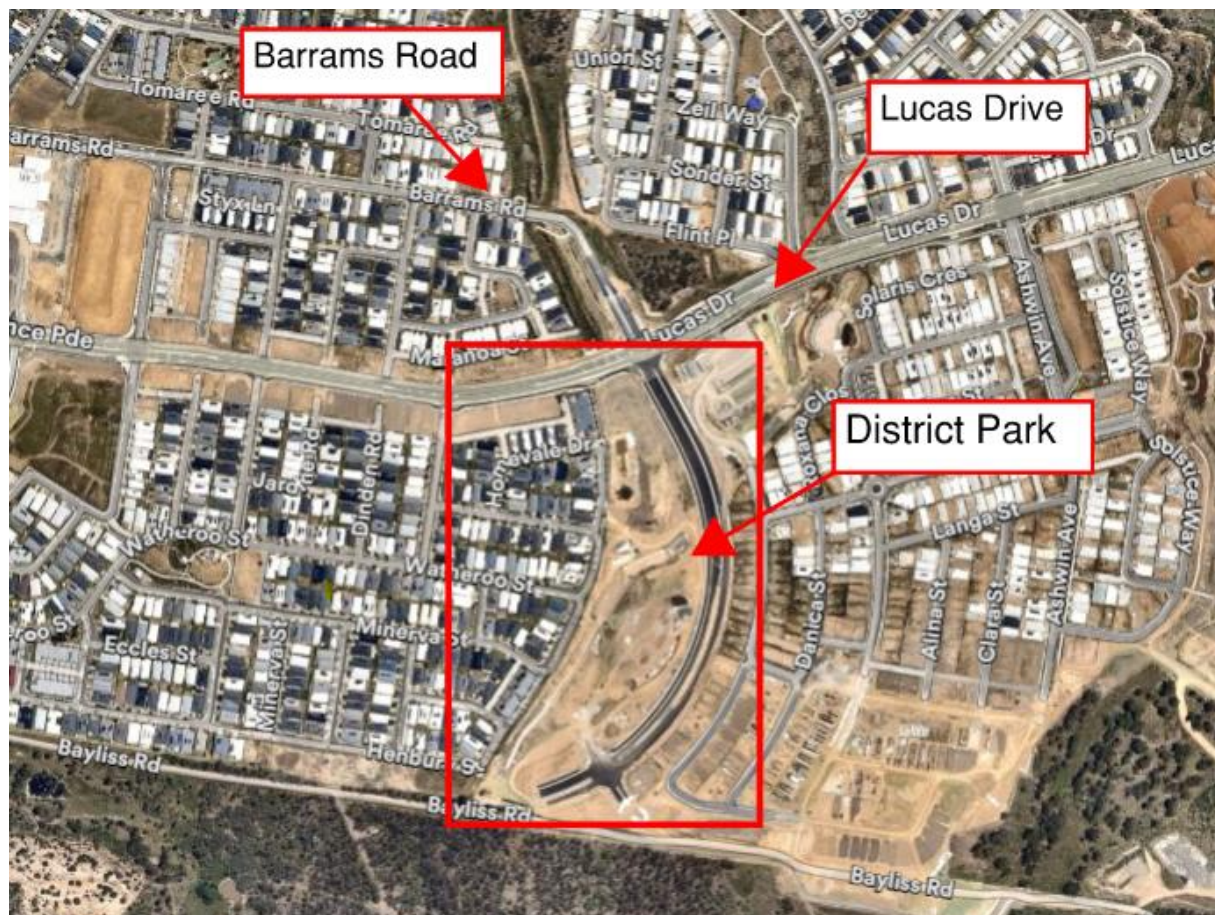 Barrams Road
Union St
Tomaree Rd
Zeil Way
Lucas Drive
Tomaree Rd
Barrams Rd
Sonder St
Styx Ln
Barrams Rd
Flint Pl
Lucas Dr
Ashwin Ave
Solaris Cres
Solstice Way
Lucas Dr
District Park
Homevale Dr
Dinden Rd
Solstice Way
Langa St
Watheroo St
Watheroo St
Ashwin Ave
Minerva St
Danica St
Alina St
Clara St
Eccles St
Minerva St
Henbury St
Bayliss Rd
Bayliss Rd
Bayliss Rd